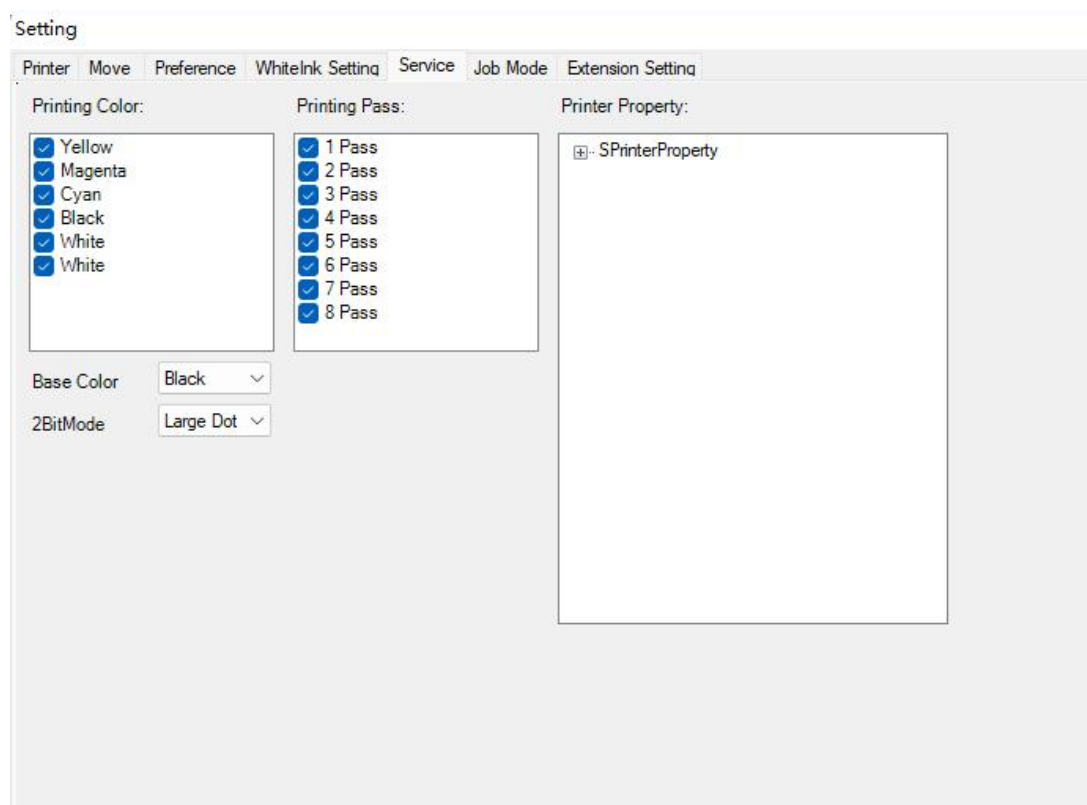 Setting
Printer Move Preference WhiteInk Setting Service Job Mode Extension Setting
Printing Color:
Yellow
Magenta
Cyan
Black
White
White
Base Color Black
2BitMode Large Dot
Printing Pass:
1 Pass
2 Pass
3 Pass
4 Pass
5 Pass
6 Pass
7 Pass
8 Pass
Printer Property:
SPrinterProperty